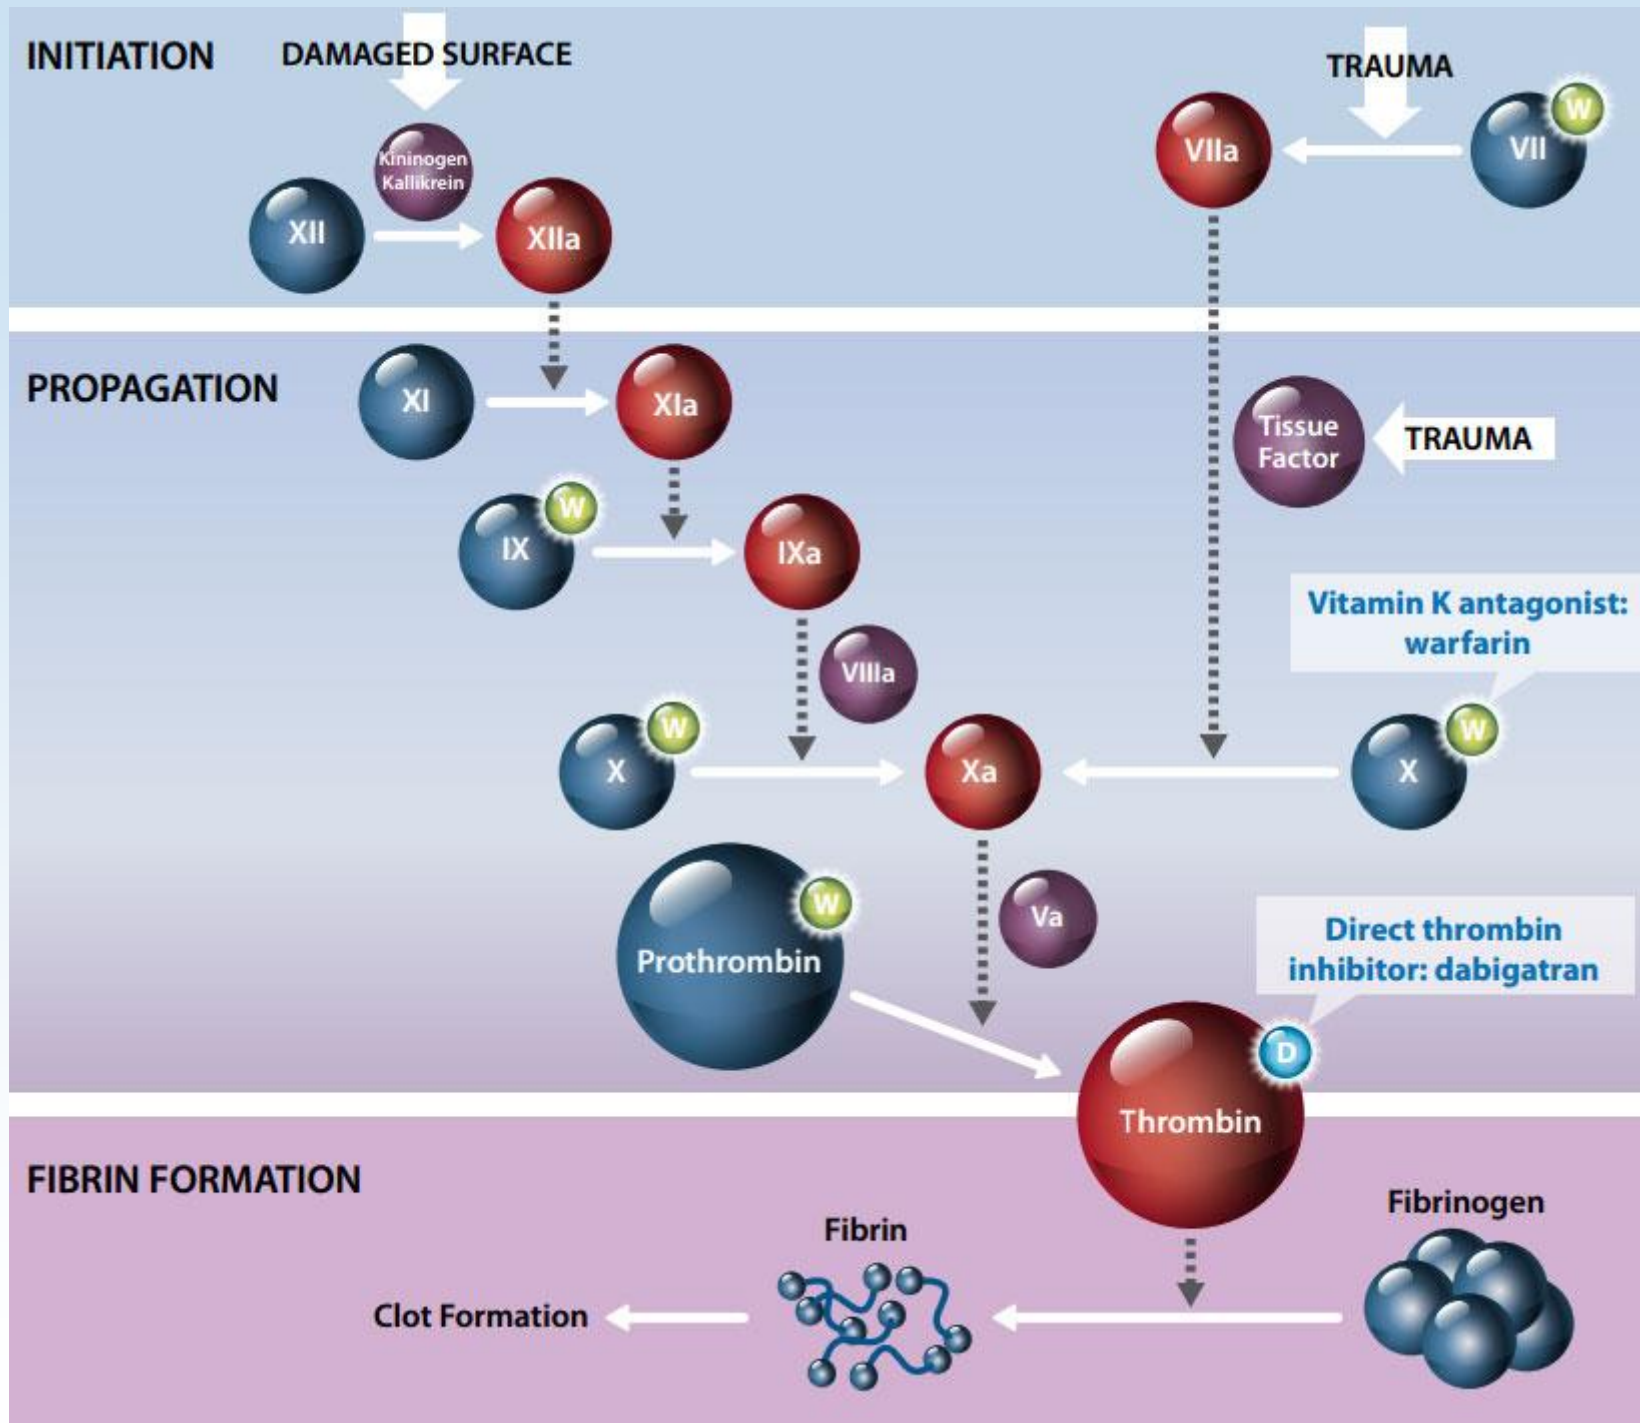 INITIATION
DAMAGED SURFACE
TRAUMA
W
VIIa
VII
Kininogen
Kallikrein
XII
XIIa
PROPAGATION
XI
XIa
Tissue
Factor
TRAUMA
W
IX
IXa
Vitamin K antagonist:
warfarin
VIIIa
W
X
Xa
W
X
W
Prothrombin
Va
Direct thrombin
inhibitor: dabigatran
D
Thrombin
FIBRIN FORMATION
Fibrinogen
Fibrin
Clot Formation